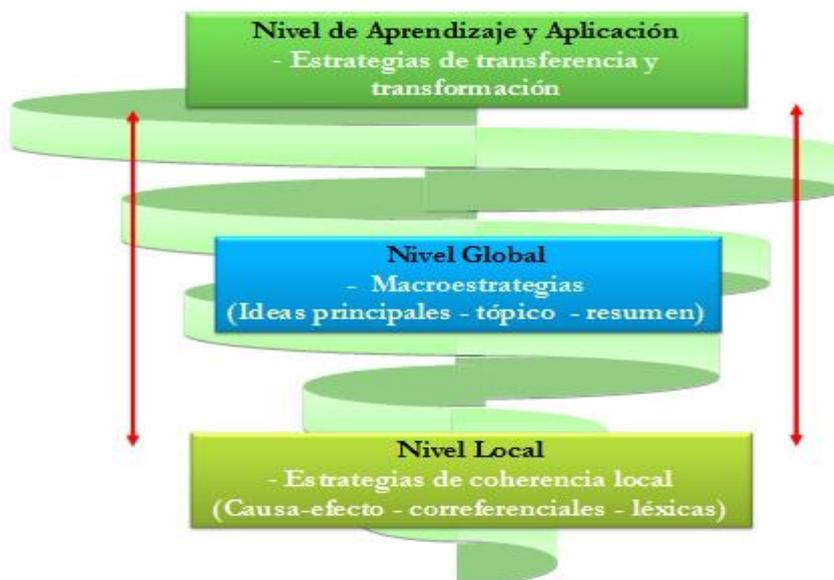 Nivel de Aprendizaje y Aplicación
- Estrategias de transferencia y
transformación
Nivel Global
- Macroestrategias
(Ideas principales - tópico - resumen)
Nivel Local
- Estrategias de coherencia local
(Causa-efecto - correferenciales - léxicas)